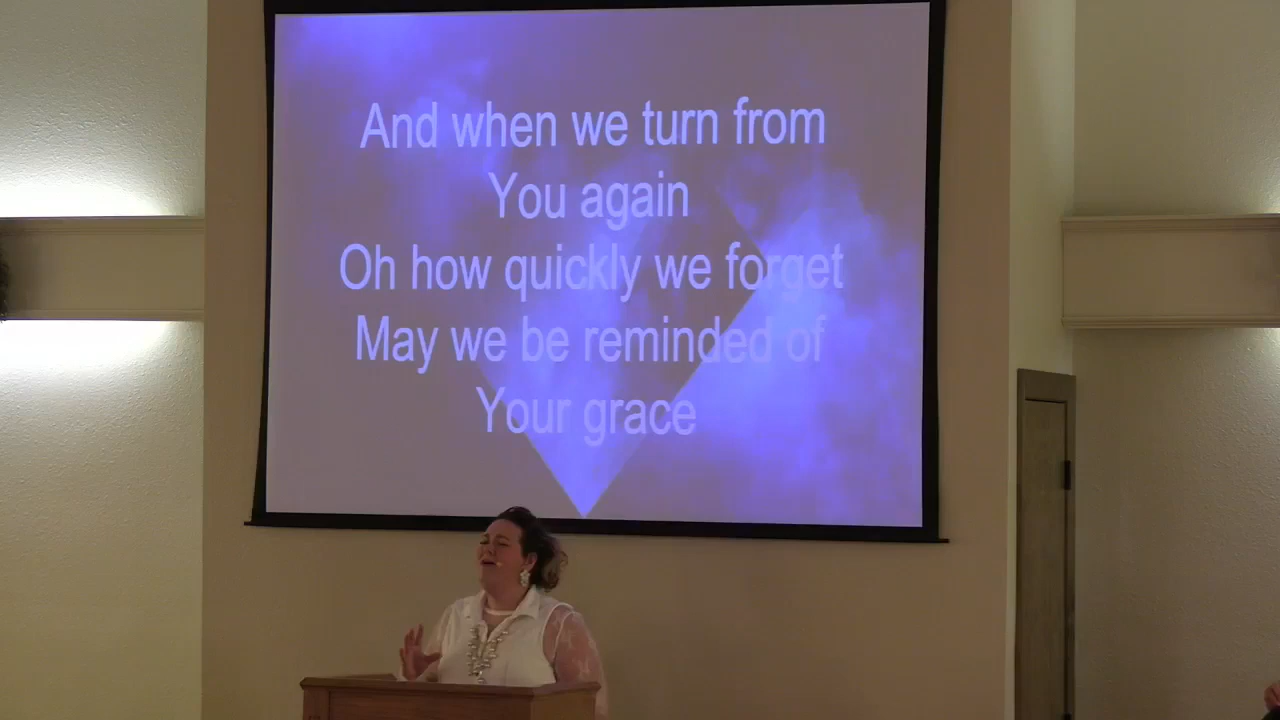 And when we turn from
You again
Oh how quickly we forget
May we be reminded of
Your grace